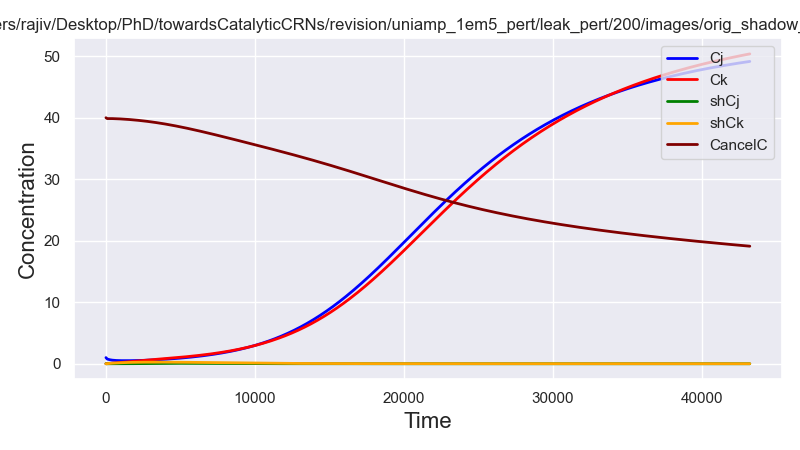 ers/rajiv/Desktop/PhD/towardsCatalyticCRNs/revision/uniamp_1em5_pert/leak_pert/200/images/orig_shadow_
Concentration
50
40
30
20
10
0
Cj
Ck
shCj
shCk
CancelC
0 10000 20000 30000 40000
Time